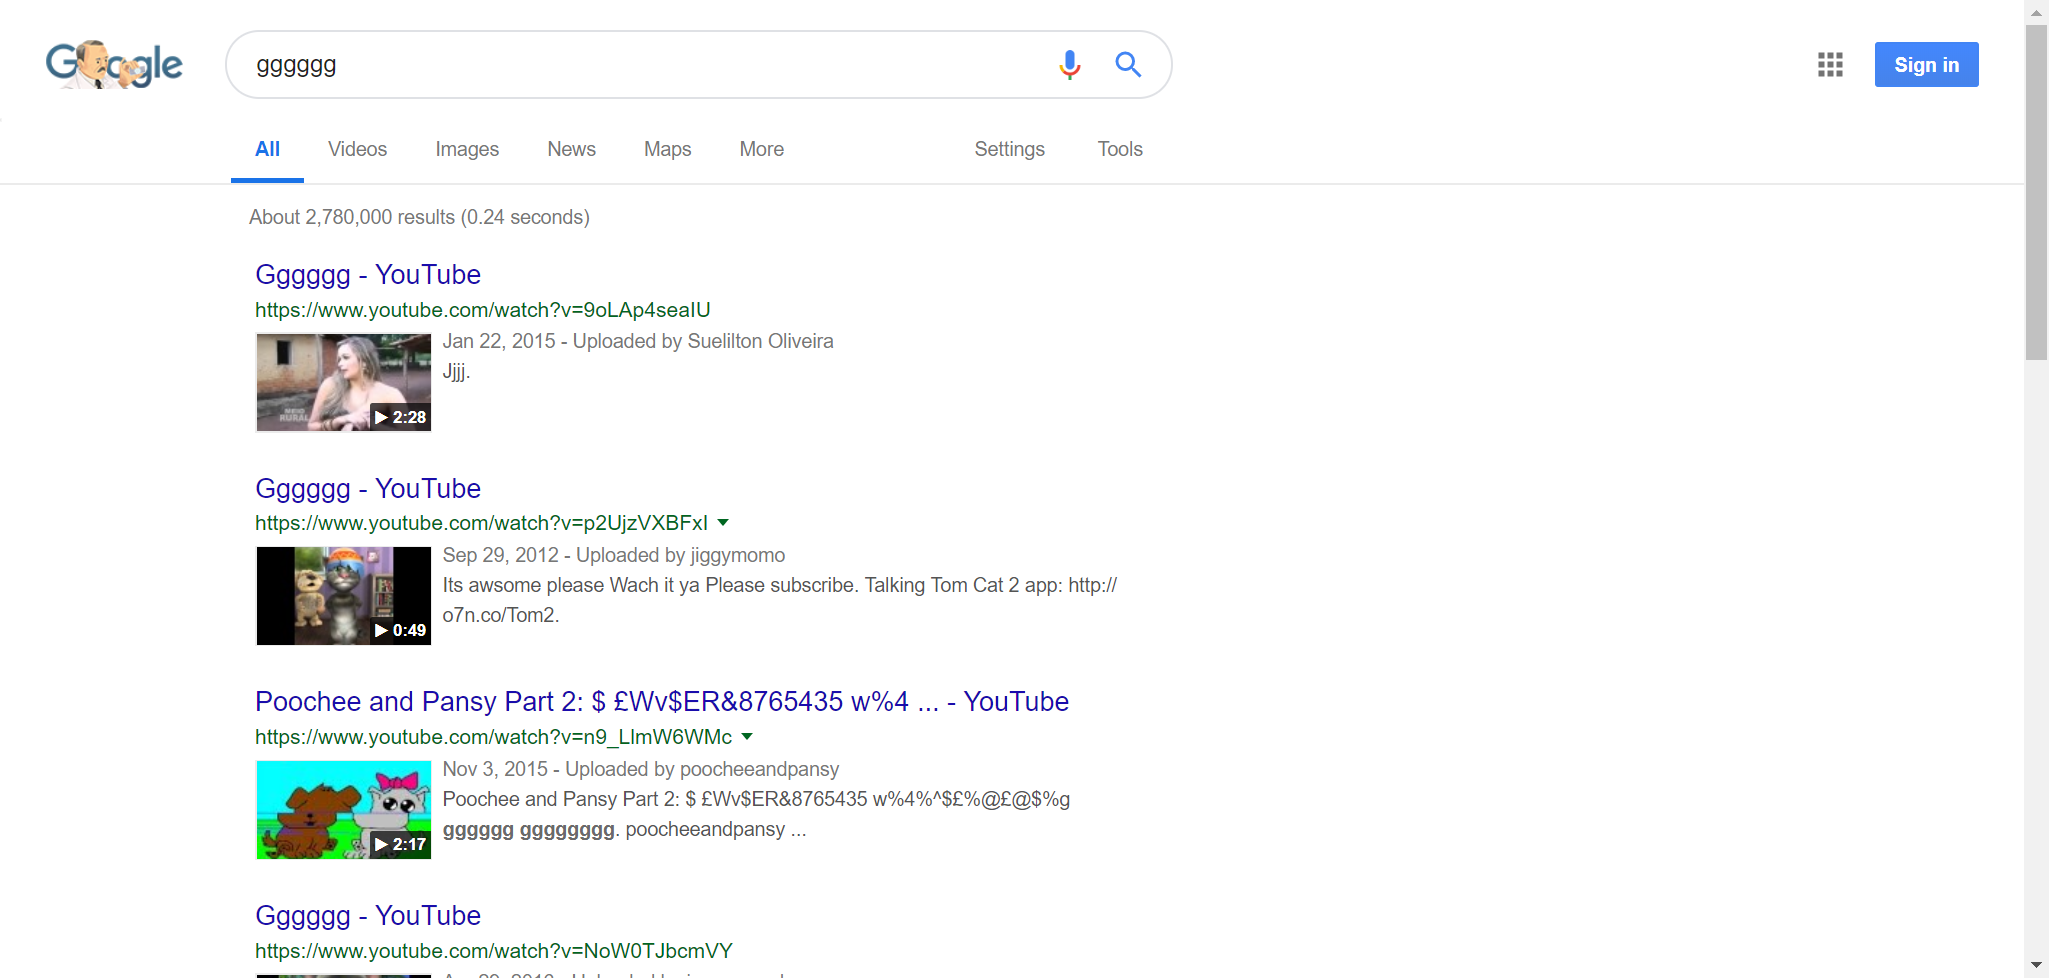 Google
gggggg
Sign in
All Videos Images News Maps More Settings Tools
About 2,780,000 results (0.24 seconds)
Gggggg - YouTube
https://www.youtube.com/watch?v=9oLAp4seaIU
Jan 22, 2015 - Uploaded by Suelilton Oliveira
Jjjj.
RURAL
2:28
Gggggg - YouTube
https://www.youtube.com/watch?v=p2UjzVXBFxI
Sep 29, 2012 - Uploaded by jiggymomo
Its awsome please Wach it ya Please subscribe. Talking Tom Cat 2 app: http://
o7n.co/Tom2.
0:49
Poochee and Pansy Part 2: $ £Wv$ER&8765435 w%4 ... - YouTube
https://www.youtube.com/watch?v=n9_LlmW6WMc
Nov 3, 2015 - Uploaded by poocheeandpansy
Poochee and Pansy Part 2: $ £Wv$ER&8765435 w%4%^$£%@£@$%g
gggggg gggggggg. poocheeandpansy ...
2:17
Gggggg - YouTube
https://www.youtube.com/watch?v=NoW0TJbcmVY